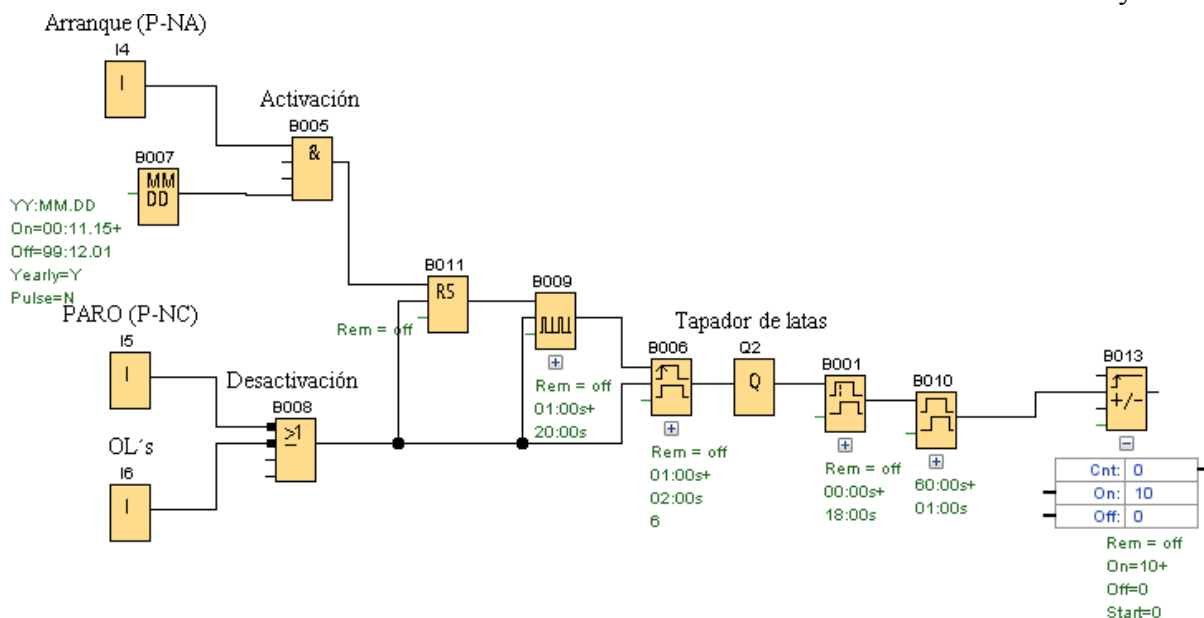 y
Arranque (P-NA)
I4
I
Activación
B005
&
B007
MM
DD
YY:MM.DD
On=00:11.15+
Off=99:12.01
Yearly=Y
Pulse=N
B011
RS
Rem = off
B009
Rem = off
01:00s+
20:00s
PARO (P-NC)
I5
I
Desactivación
B008
>1
OL´s
I6
I
Tapador de latas
B006
Rem = off
01:00s+
02:00s
6
Q2
Q
B001
Rem = off
00:00s+
18:00s
B010
60:00s+
01:00s
B013
+/-
Cnt: 0
On: 10
Off: 0
Rem = off
On=10+
Off=0
Start=0